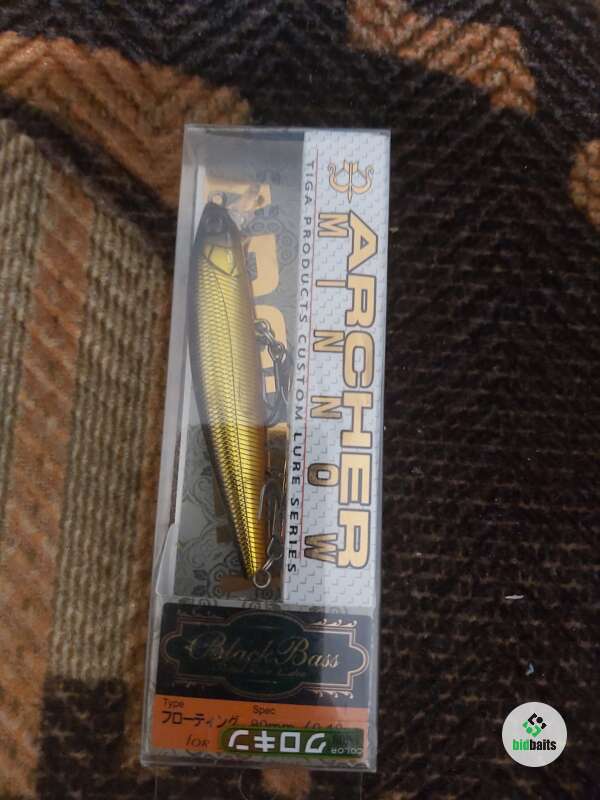 ARCHER
MINNOW
TIGA PRODUCTS CUSTOM LURE SERIES
Black Bass
Type
Spec
フローティング
for
クロキン
COLOR
bidbaits